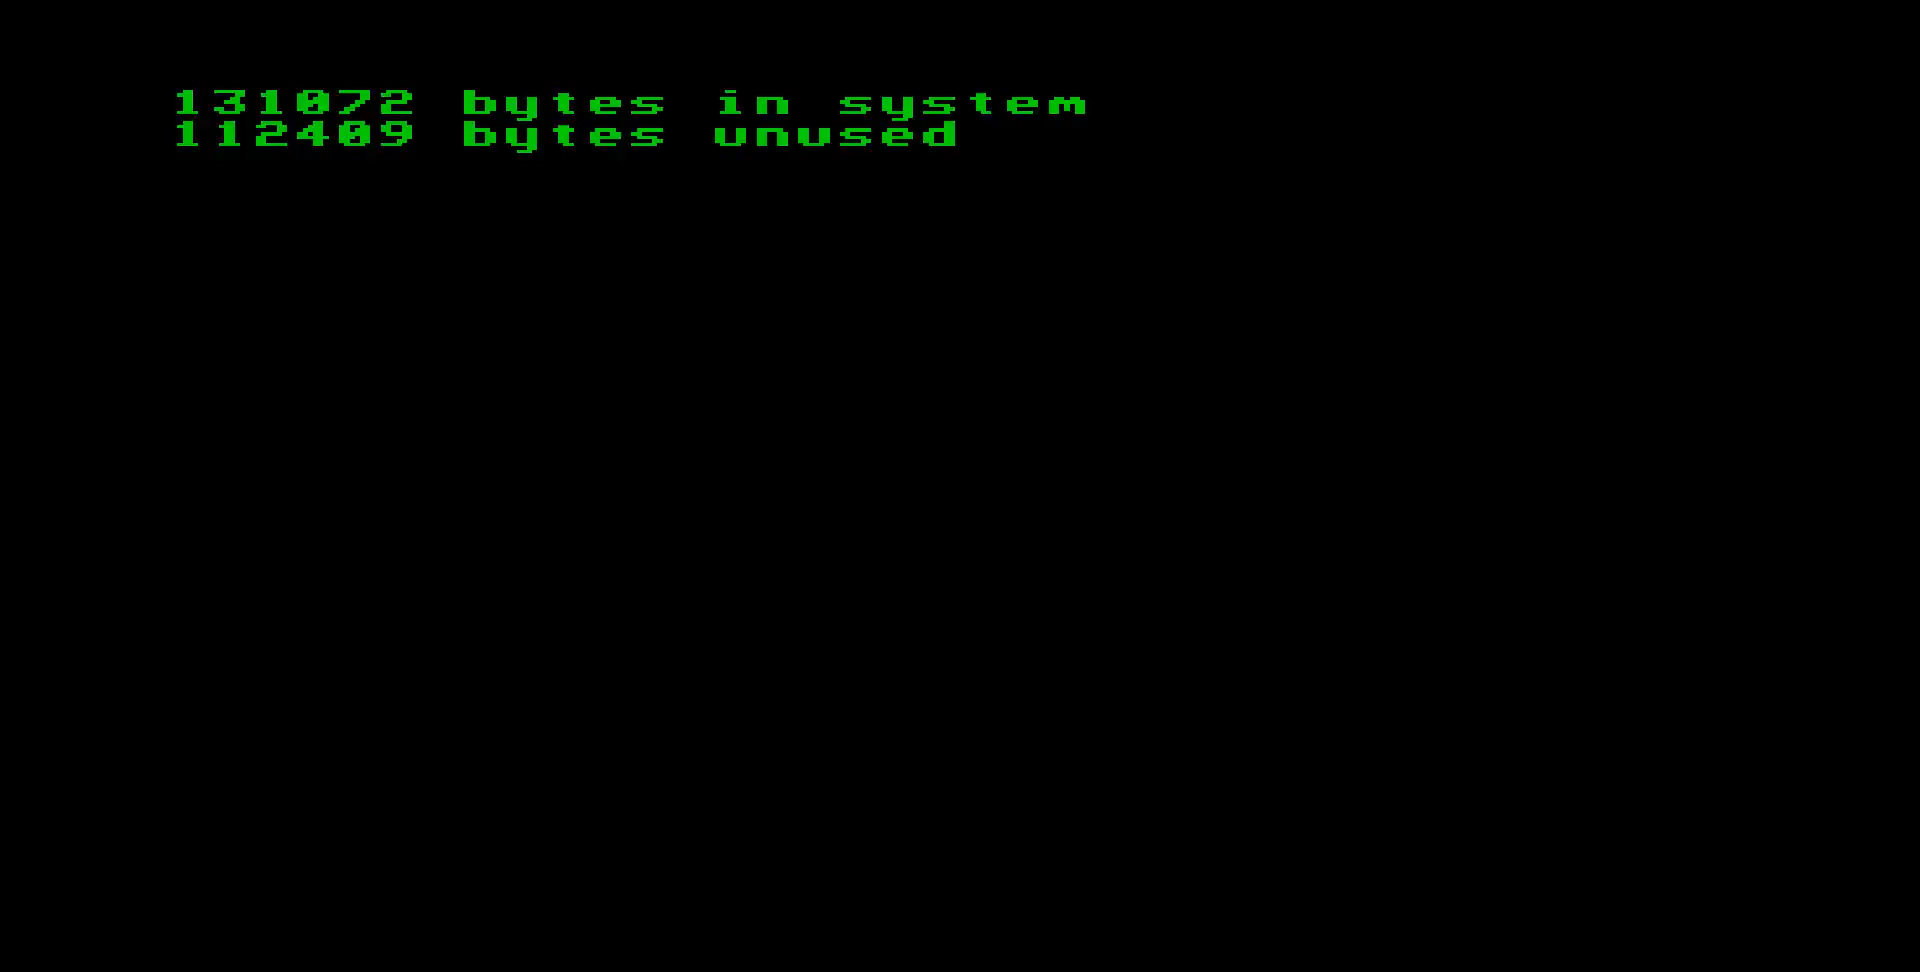 131072 bytes in system
112409 bytes unused